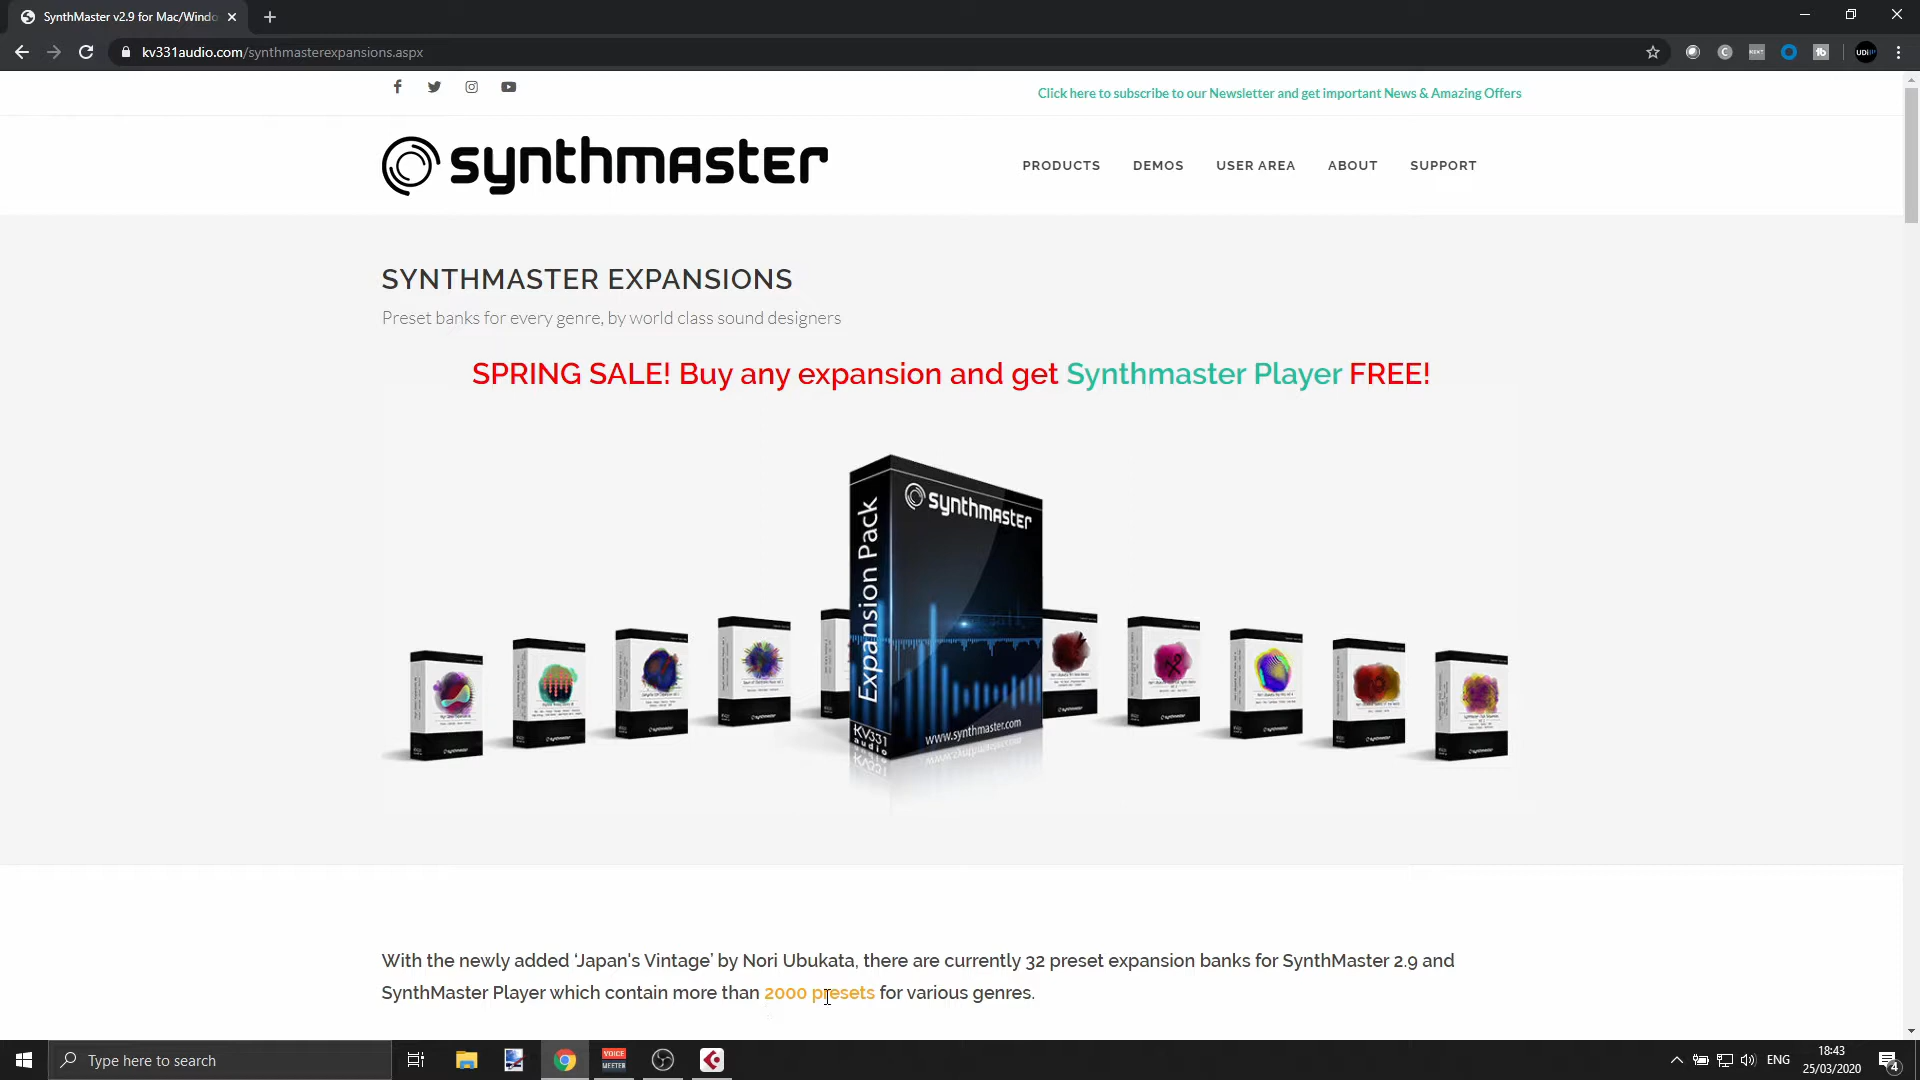 SynthMaster v2.9 for Mac/Windo
kv331audio.com/synthmasterexpansions.aspx
Click here to subscribe to our Newsletter and get important News & Amazing Offers
synthmaster
PRODUCTS
DEMOS
USER AREA
ABOUT
SUPPORT
SYNTHMASTER EXPANSIONS
Preset banks for every genre, by world class sound designers
SPRING SALE! Buy any expansion and get Synthmaster Player FREE!
synthmaster
Expansion Pack
KV331
audio
www.synthmaster.com
With the newly added ‘Japan's Vintage’ by Nori Ubukata, there are currently 32 preset expansion banks for SynthMaster 2.9 and
SynthMaster Player which contain more than 2000 presets for various genres.
Type here to search
VOICE
MEETER
ENG
18:43
25/03/2020
4